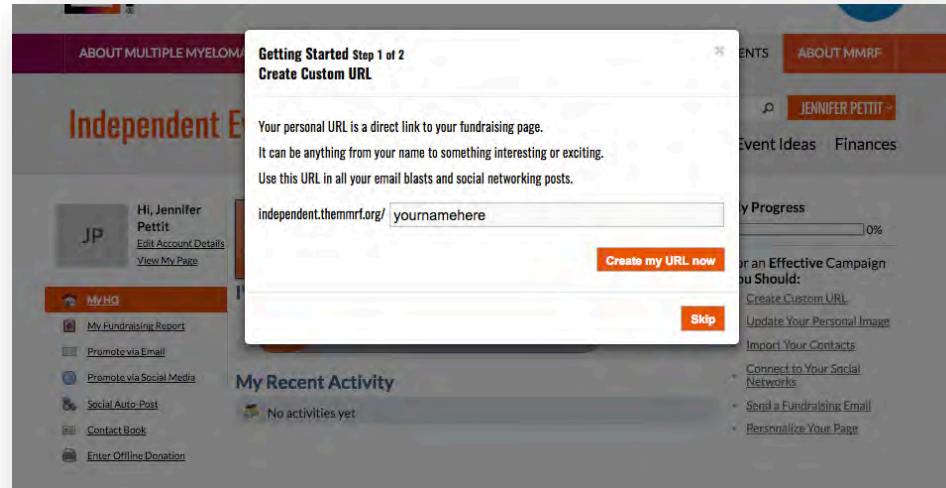 ABOUT MULTIPLE MYELOMA
ENTS
ABOUT MMRF
Independent E
JENNIFER PETTIT
Event Ideas Finances
Getting Started Step 1 of 2
Create Custom URL
Your personal URL is a direct link to your fundraising page.
It can be anything from your name to something interesting or exciting.
Use this URL in all your email blasts and social networking posts.
independent.themmrf.org/ yournamehere
Create my URL now
Skip
JP
Hi, Jennifer
Pettit
Edit Account Details
View My Page
My HQ
My Fundraising Report
Promote via Email
Promote via Social Media
Social Auto-Post
Contact Book
Enter Offline Donation
My Recent Activity
No activities yet
y Progress
0%
or an Effective Campaign
ou Should:
Create Custom URL
Update Your Personal Image
Import Your Contacts
Connect to Your Social
Networks
Send a Fundraising Email
Personalize Your Page